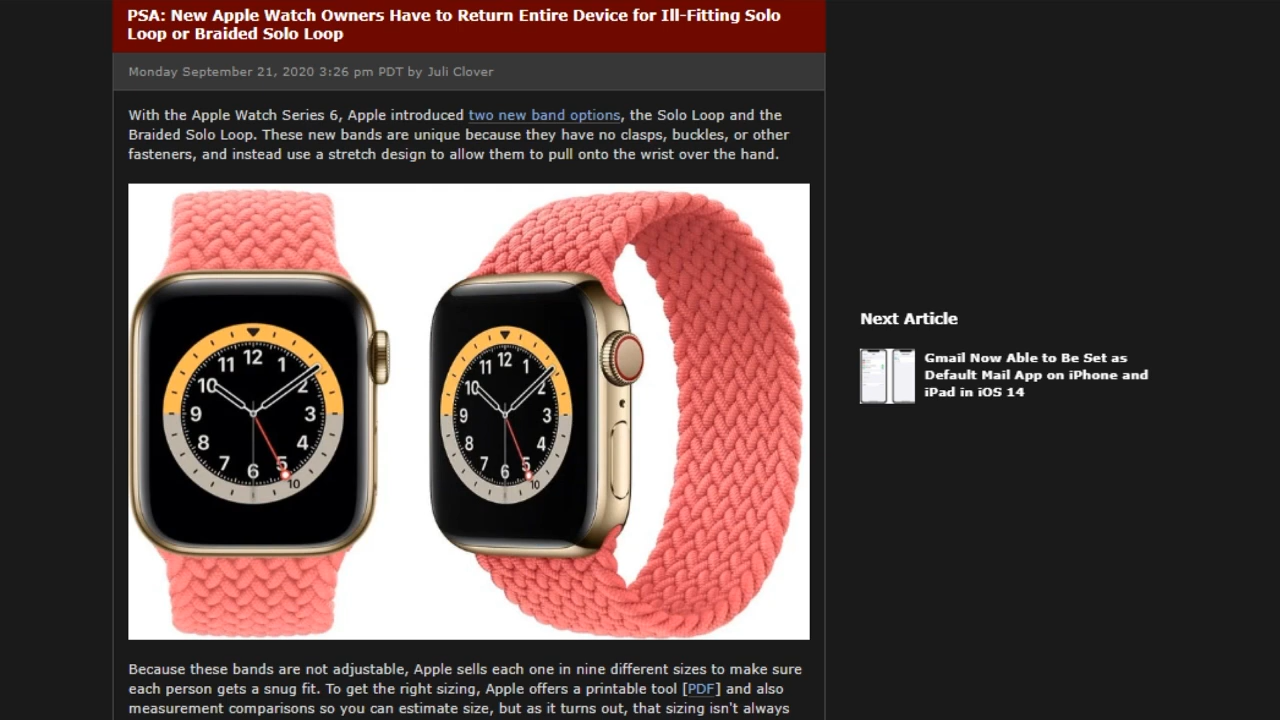 PSA: New Apple Watch Owners Have to Return Entire Device for Ill-Fitting Solo
Loop or Braided Solo Loop
Monday September 21, 2020 3:26 pm PDT by Juli Clover
With the Apple Watch Series 6, Apple introduced two new band options, the Solo Loop and the
Braided Solo Loop. These new bands are unique because they have no clasps, buckles, or other
fasteners, and instead use a stretch design to allow them to pull onto the wrist over the hand.
12
11 1
10 2
9 3
8 4
7 5
6
10
12
11 1
10 2
9 3
8 4
7 5
6
10
Next Article
Gmail Now Able to Be Set as
Default Mail App on iPhone and
iPad in iOS 14
Because these bands are not adjustable, Apple sells each one in nine different sizes to make sure
each person gets a snug fit. To get the right sizing, Apple offers a printable tool [PDF] and also
measurement comparisons so you can estimate size, but as it turns out, that sizing isn't always